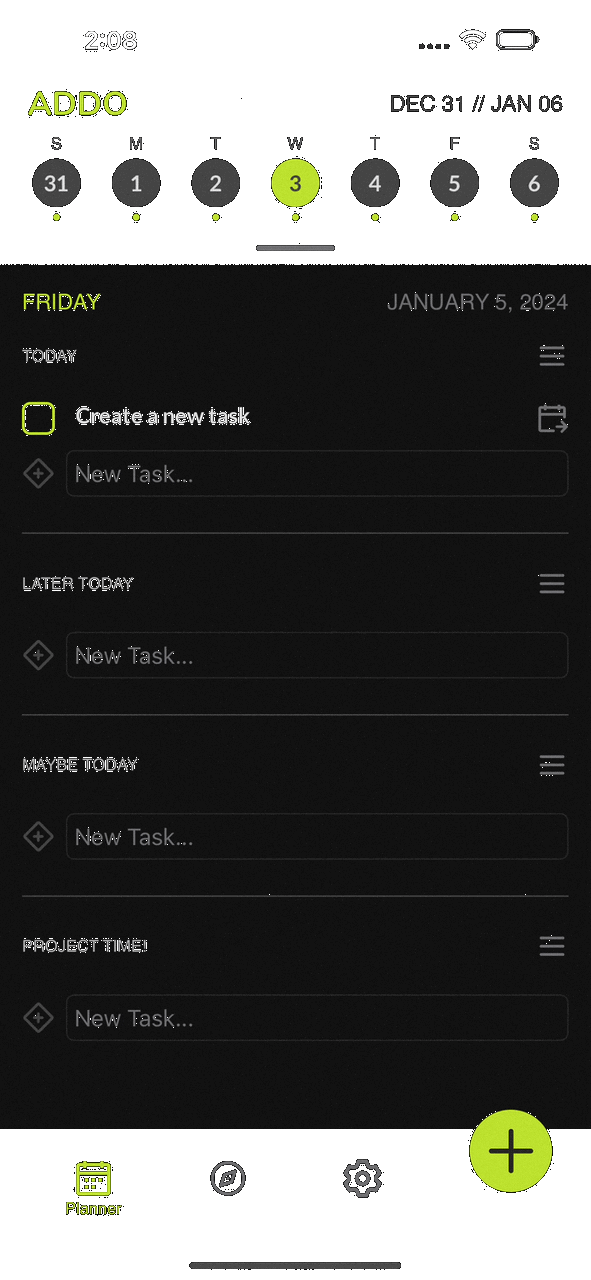 2:08
ADDO DEC 31 // JAN 06
S M T W T F S
31 1 2 3 4 5 6
FRIDAY JANUARY 5, 2024
TODAY
Create a new task
New Task...
LATER TODAY
New Task...
MAYBE TODAY
New Task...
PROJECT TIME!
New Task...
Planner